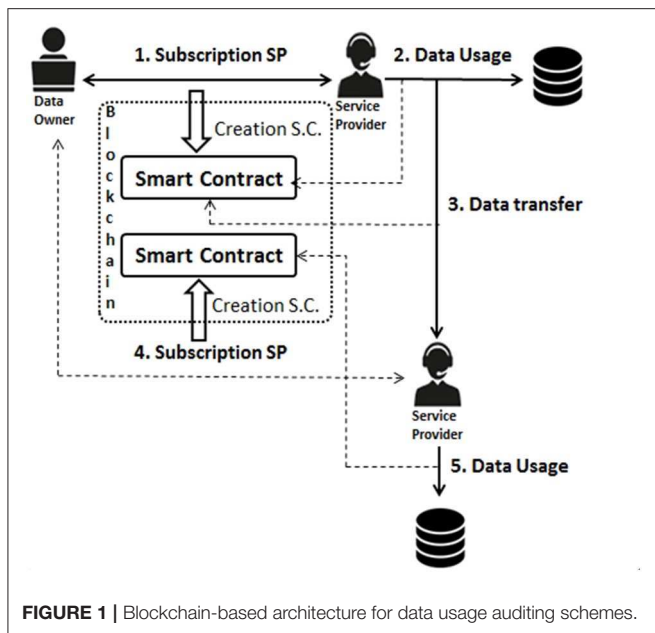 1. Subscription SP
2. Data Usage
Data
Owner
Service
Provider
Blockchain
Creation S.C.
Smart Contract
3. Data transfer
Smart Contract
Creation S.C.
4. Subscription SP
Service
Provider
5. Data Usage
FIGURE 1 | Blockchain-based architecture for data usage auditing schemes.